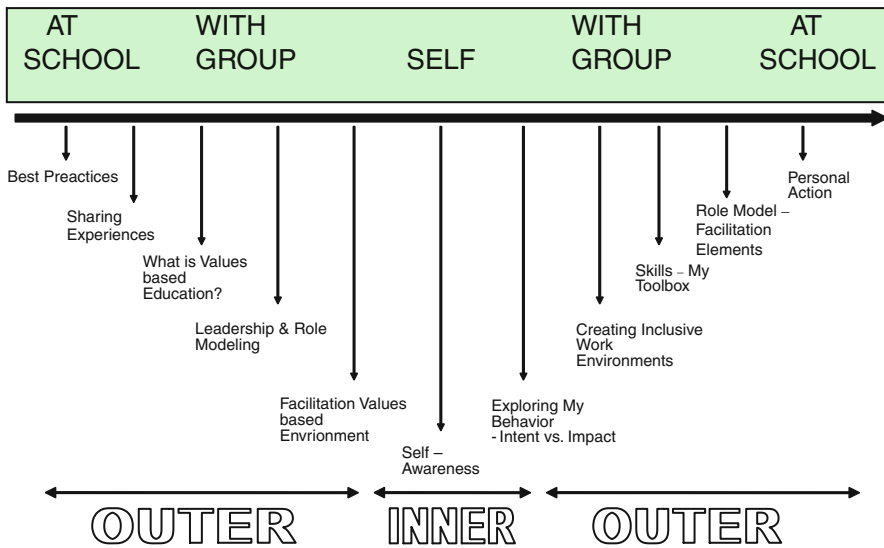 AT
SCHOOL
WITH
GROUP
SELF
WITH
GROUP
AT
SCHOOL
Best Preactices
Sharing
Experiences
What is Values
based
Education?
Leadership & Role
Modeling
Facilitation Values
based
Envrionment
Self –
Awareness
Exploring My
Behavior
- Intent vs. Impact
Creating Inclusive
Work
Environments
Skills – My
Toolbox
Role Model –
Facilitation
Elements
Personal
Action
OUTER
INNER
OUTER